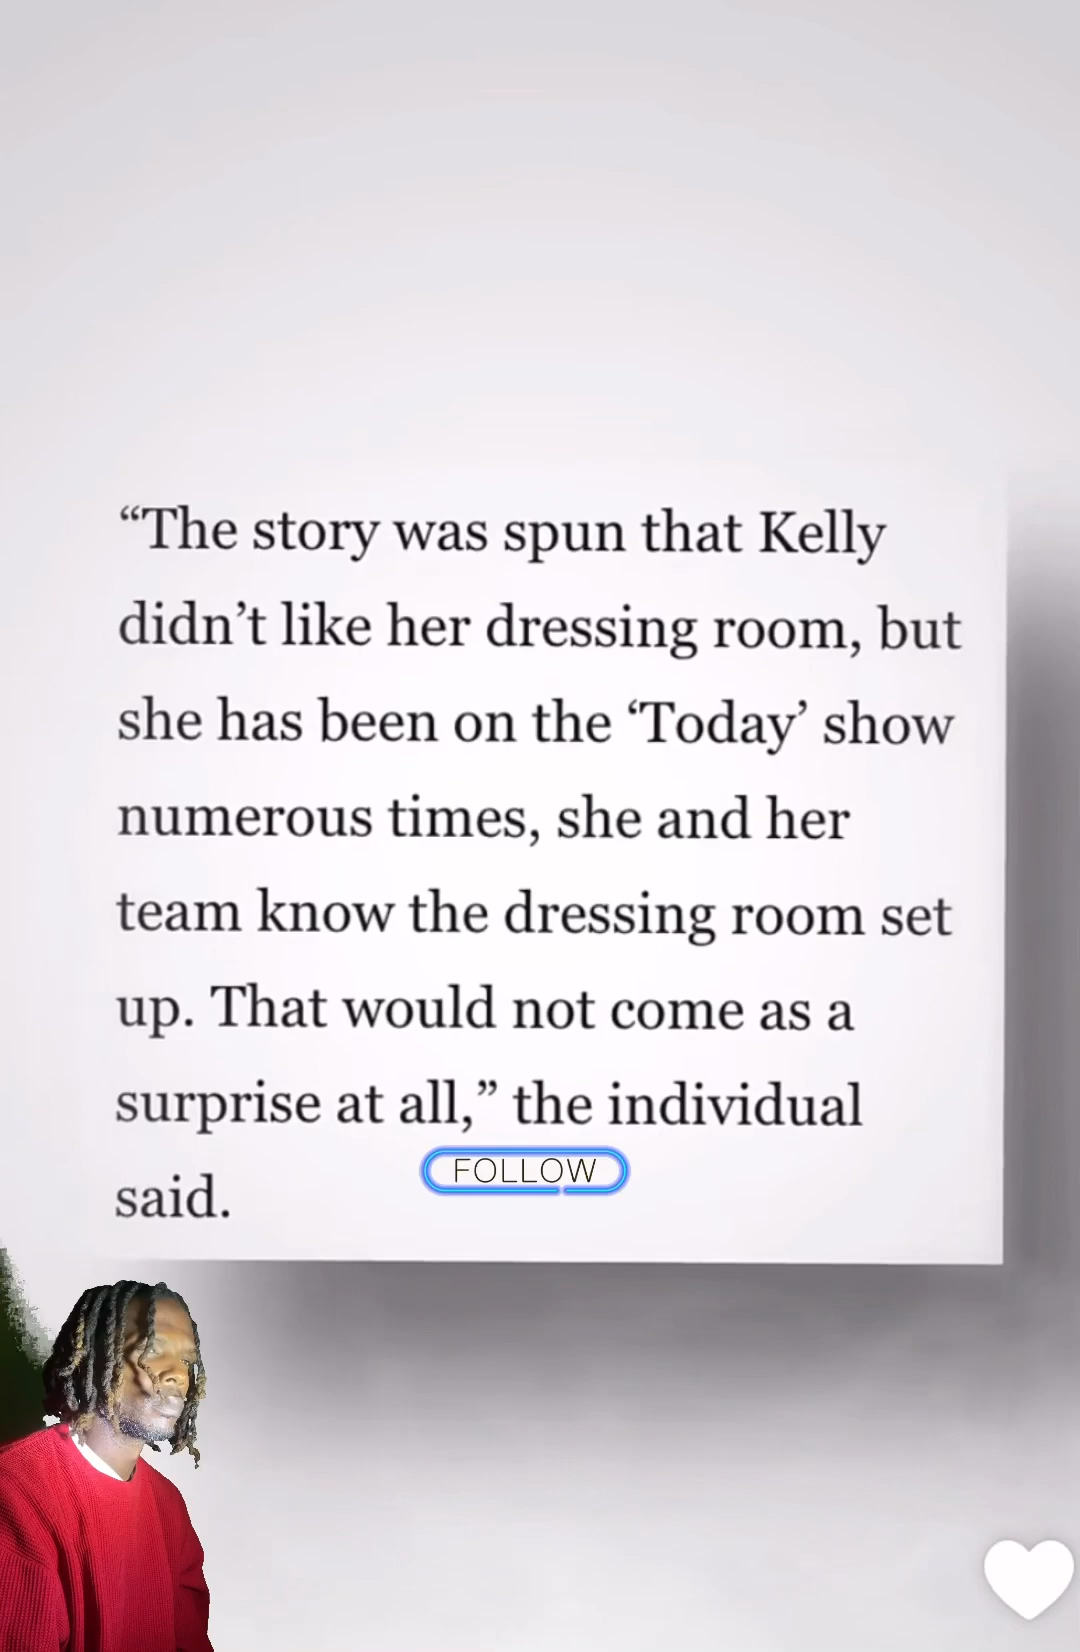 “The story was spun that Kelly
didn’t like her dressing room, but
she has been on the ‘Today’ show
numerous times, she and her
team know the dressing room set
up. That would not come as a
surprise at all,” the individual
said.
FOLLOW